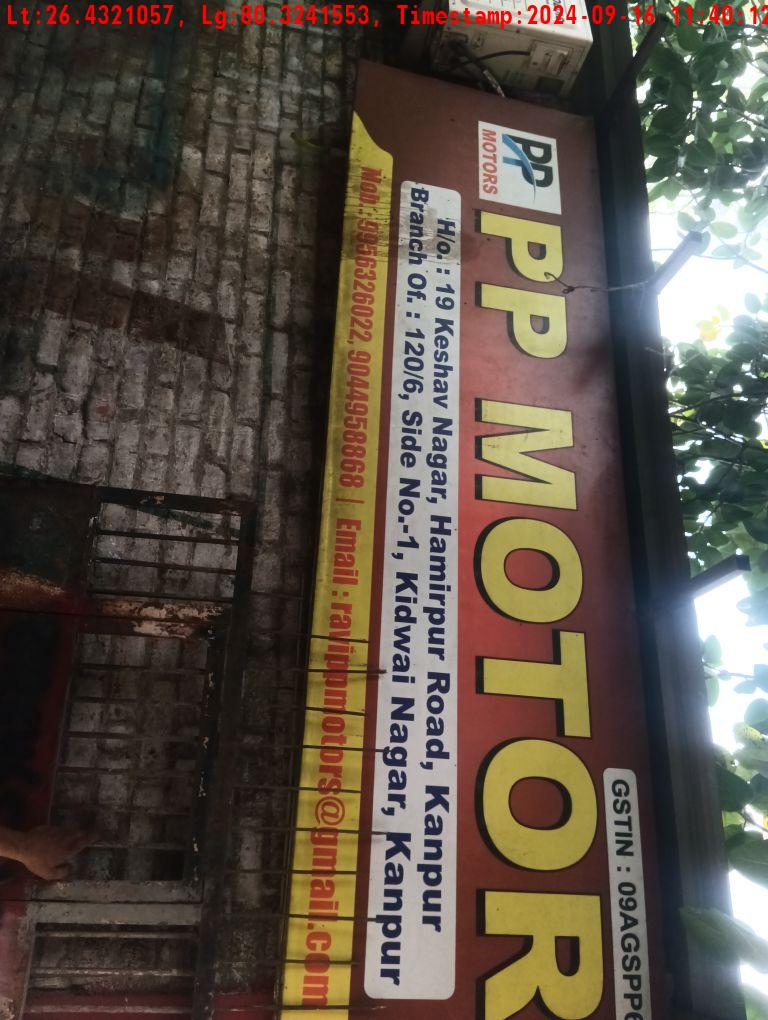 Lt:26.4321057, Lg:80.3241553, Timestamp:2024-09-16 11:40:12
GSTIN : 09AGSPP6
PP
MOTORS
PP MOTOR
H/o. : 19 Keshav Nagar, Hamirpur Road, Kanpur
Branch Of. : 120/6, Side No.-1, Kidwai Nagar, Kanpur
Mob.: 9956326022, 9044958868 | Email : ravippmotors@gmail.com